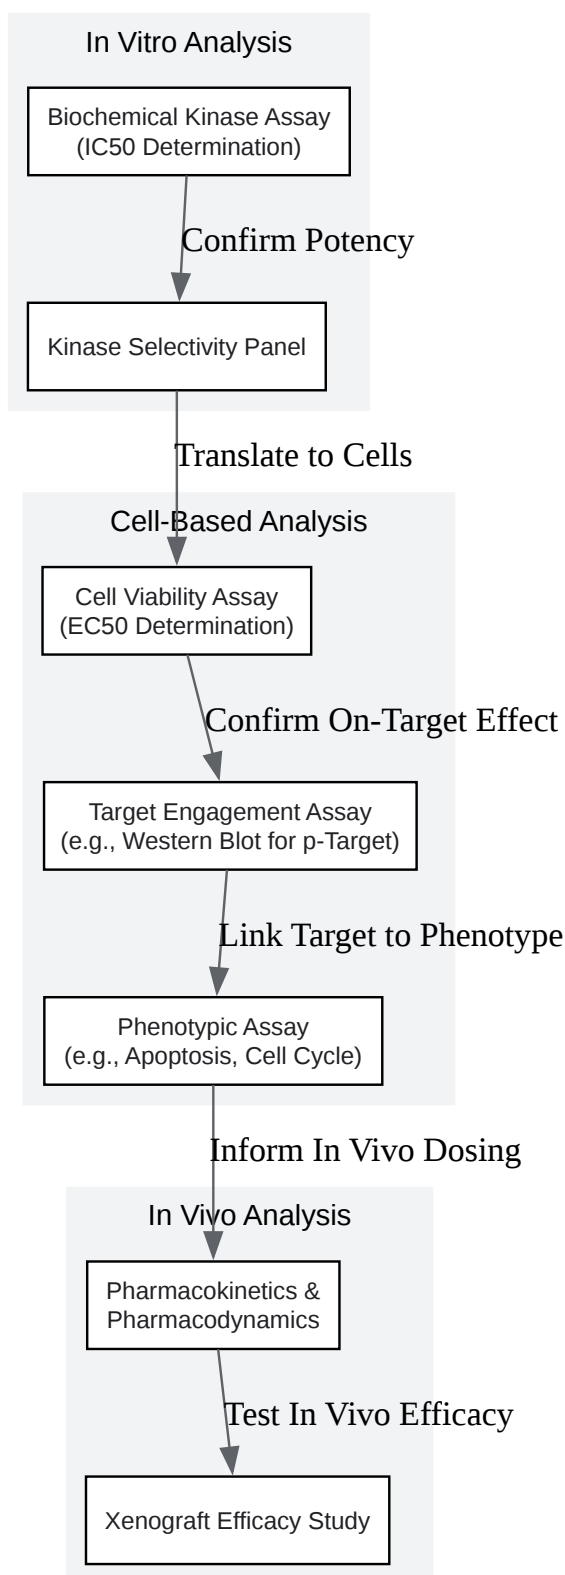 In Vitro Analysis
Biochemical Kinase Assay
(IC50 Determination)
Confirm Potency
Kinase Selectivity Panel
Translate to Cells
Cell-Based Analysis
Cell Viability Assay
(EC50 Determination)
Confirm On-Target Effect
Target Engagement Assay
(e.g., Western Blot for p-Target)
Link Target to Phenotype
Phenotypic Assay
(e.g., Apoptosis, Cell Cycle)
Inform In Vivo Dosing
In Vivo Analysis
Pharmacokinetics &
Pharmacodynamics
Test In Vivo Efficacy
Xenograft Efficacy Study